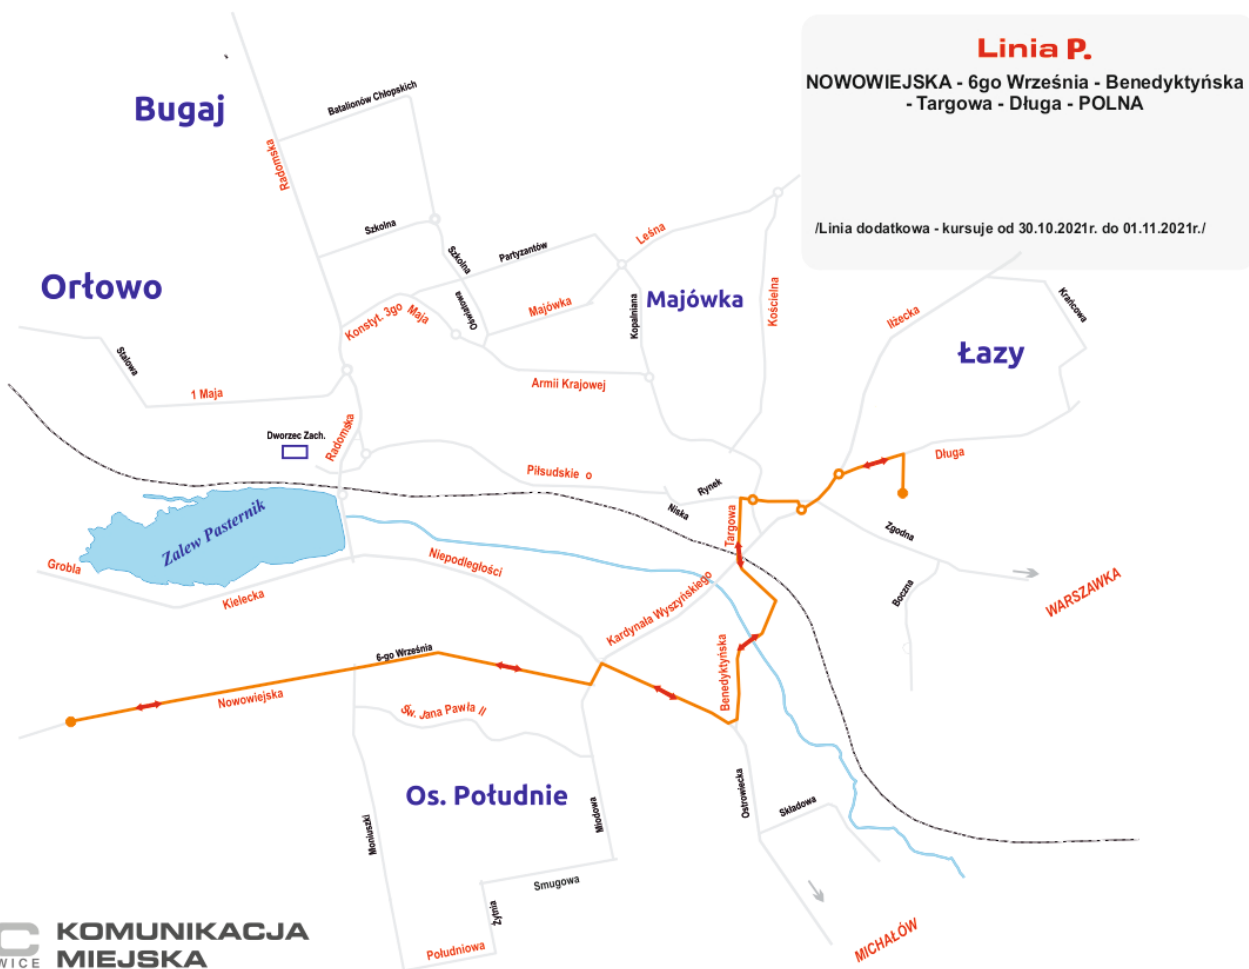 Linia P.
NOWOWIEJSKA - 6go Września - Benedyktyńska
- Targowa - Długa - POLNA
/Linia dodatkowa - kursuje od 30.10.2021r. do 01.11.2021r./
Bugaj
Batalionów Chłopskich
Radomska
Szkolna
Szkolna
Partyzantów
Leśna
Orłowo
Oświatowa
Majówka
Kopalniana
Majówka
Kościelna
Konstyt. 3go Maja
Iłżecka
Krańcowa
Łazy
Stalowa
1 Maja
Armii Krajowej
Dworzec Zach.
Radomska
Piłsudskie o
Rynek
Niska
Długa
Targowa
Zgodna
Zalew Pasternik
Grobla
Kielecka
Niepodległości
Kardynała Wyszyńskiego
Boczna
WARSZAWKA
6-go Września
Nowowiejska
Benedyktyńska
Św. Jana Pawła II
Os. Południe
Moniuszki
Miodowa
Ostrowiecka
Składowa
Smugowa
Żytnia
Południowa
MICHAŁÓW
C
WICE
KOMUNIKACJA
MIEJSKA